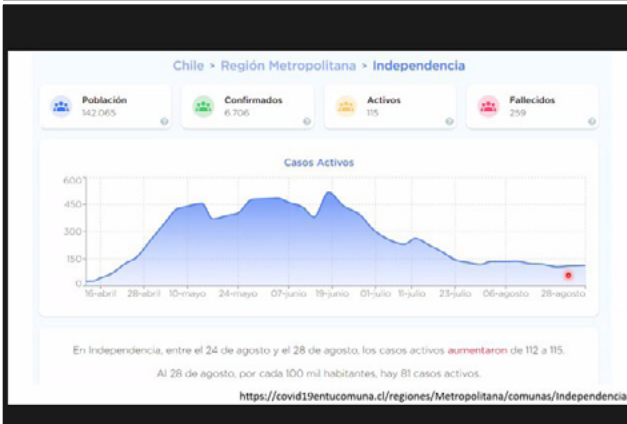 Chile > Región Metropolitana > Independencia
Población
142.065
Confirmados
6.706
Activos
115
Fallecidos
259
Casos Activos
600
450
300
150
0
16-abril 28-abril 10-mayo 24-mayo 07-junio 19-junio 01-julio 11-julio 23-julio 06-agosto 28-agosto
En Independencia, entre el 24 de agosto y el 28 de agosto, los casos activos aumentaron de 112 a 115.
Al 28 de agosto, por cada 100 mil habitantes, hay 81 casos activos.
https://covid19entucomuna.cl/regiones/Metropolitana/comunas/Independencia